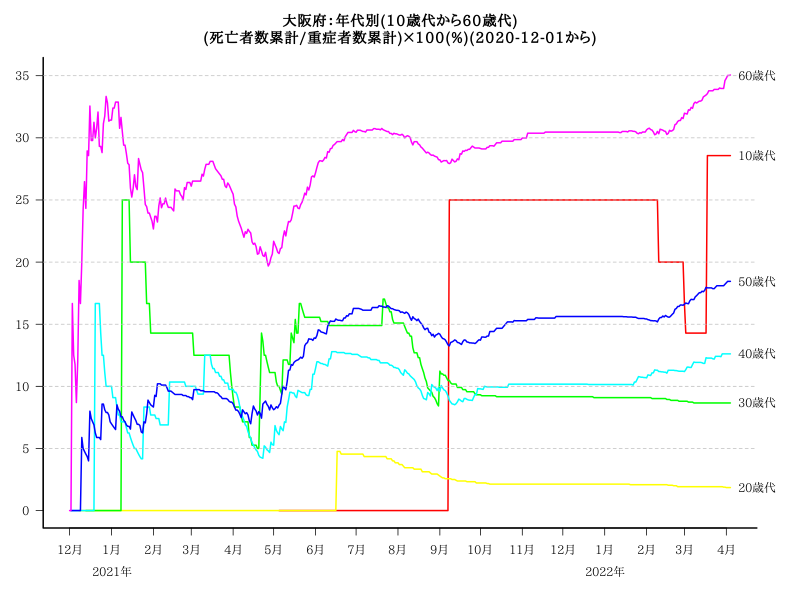 大阪府：年代別(10歳代から60歳代)
(死亡者数累計/重症者数累計)×100(%)(2020-12-01から)
35
60歳代
30
10歳代
25
20
50歳代
15
40歳代
10
30歳代
5
20歳代
0
12月 1月 2月 3月 4月 5月 6月 7月 8月 9月 10月 11月 12月 1月 2月 3月 4月
2021年 2022年